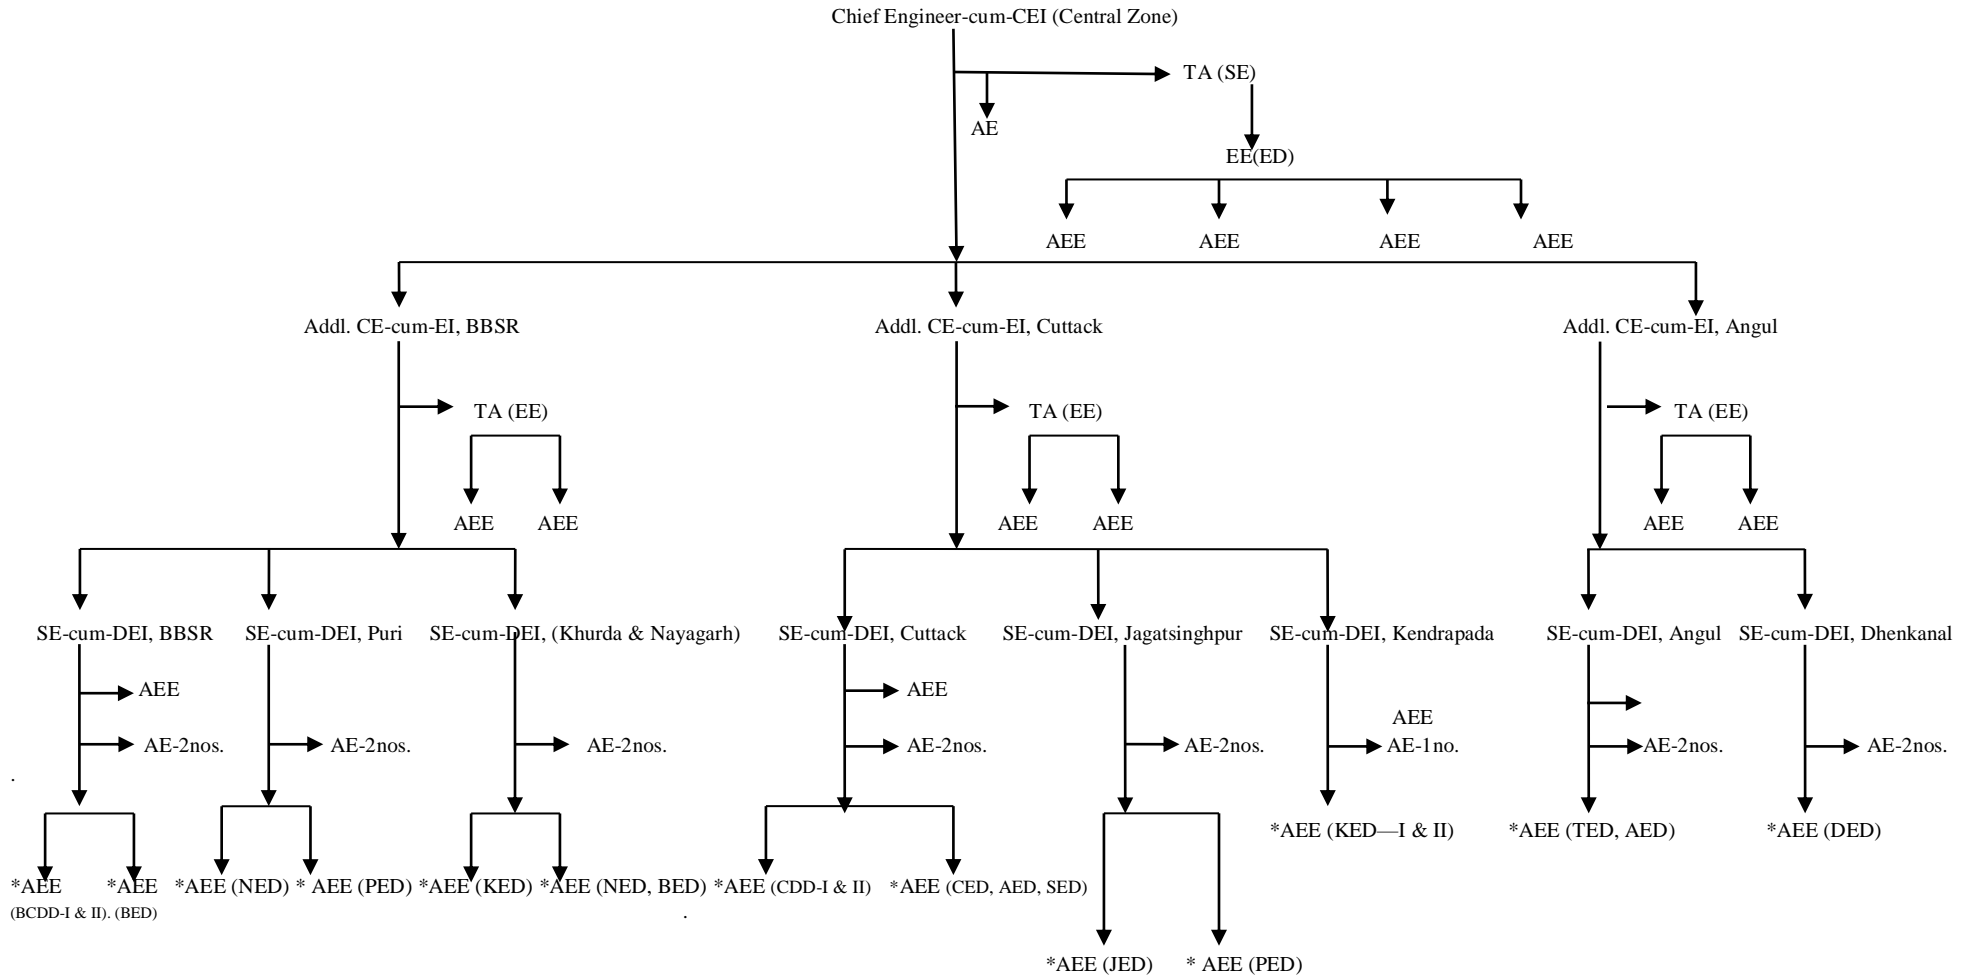 Chief Engineer-cum-CEI (Central Zone)
TA (SE)
AE
EE(ED)
AEE AEE AEE AEE
Addl. CE-cum-EI, BBSR Addl. CE-cum-EI, Cuttack Addl. CE-cum-EI, Angul
TA (EE) TA (EE) TA (EE)
AEE AEE AEE AEE AEE AEE
SE-cum-DEI, BBSR SE-cum-DEI, Puri SE-cum-DEI, (Khurda & Nayagarh) SE-cum-DEI, Cuttack SE-cum-DEI, Jagatsinghpur SE-cum-DEI, Kendrapada SE-cum-DEI, Angul SE-cum-DEI, Dhenkanal
AEE AEE
AEE
AE-2nos. AE-2nos. AE-2nos. AE-2nos. AE-2nos. AE-1no. AE-2nos. AE-2nos.
.
*AEE (KED—I & II) *AEE (TED, AED) *AEE (DED)
*AEE *AEE *AEE (NED) * AEE (PED) *AEE (KED) *AEE (NED, BED) *AEE (CDD-I & II) *AEE (CED, AED, SED)
(BCDD-I & II). (BED) .
*AEE (JED) * AEE (PED)